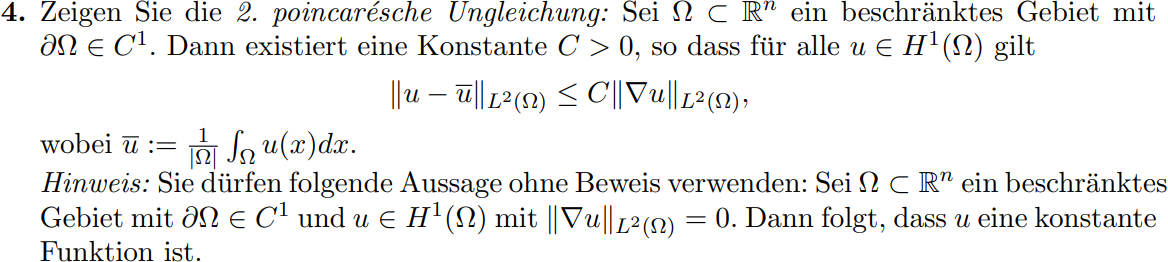 4. Zeigen Sie die 2. poincarésche Ungleichung: Sei Ω ⊂ ℝⁿ ein beschränktes Gebiet mit
∂Ω ∈ C¹. Dann existiert eine Konstante C > 0, so dass für alle u ∈ H¹(Ω) gilt
‖u − u̅‖_{L²(Ω)} ≤ C‖∇u‖_{L²(Ω)},
wobei u̅ := \frac{1}{|Ω|} ∫_Ω u(x)dx.
Hinweis: Sie dürfen folgende Aussage ohne Beweis verwenden: Sei Ω ⊂ ℝⁿ ein beschränktes
Gebiet mit ∂Ω ∈ C¹ und u ∈ H¹(Ω) mit ‖∇u‖_{L²(Ω)} = 0. Dann folgt, dass u eine konstante
Funktion ist.